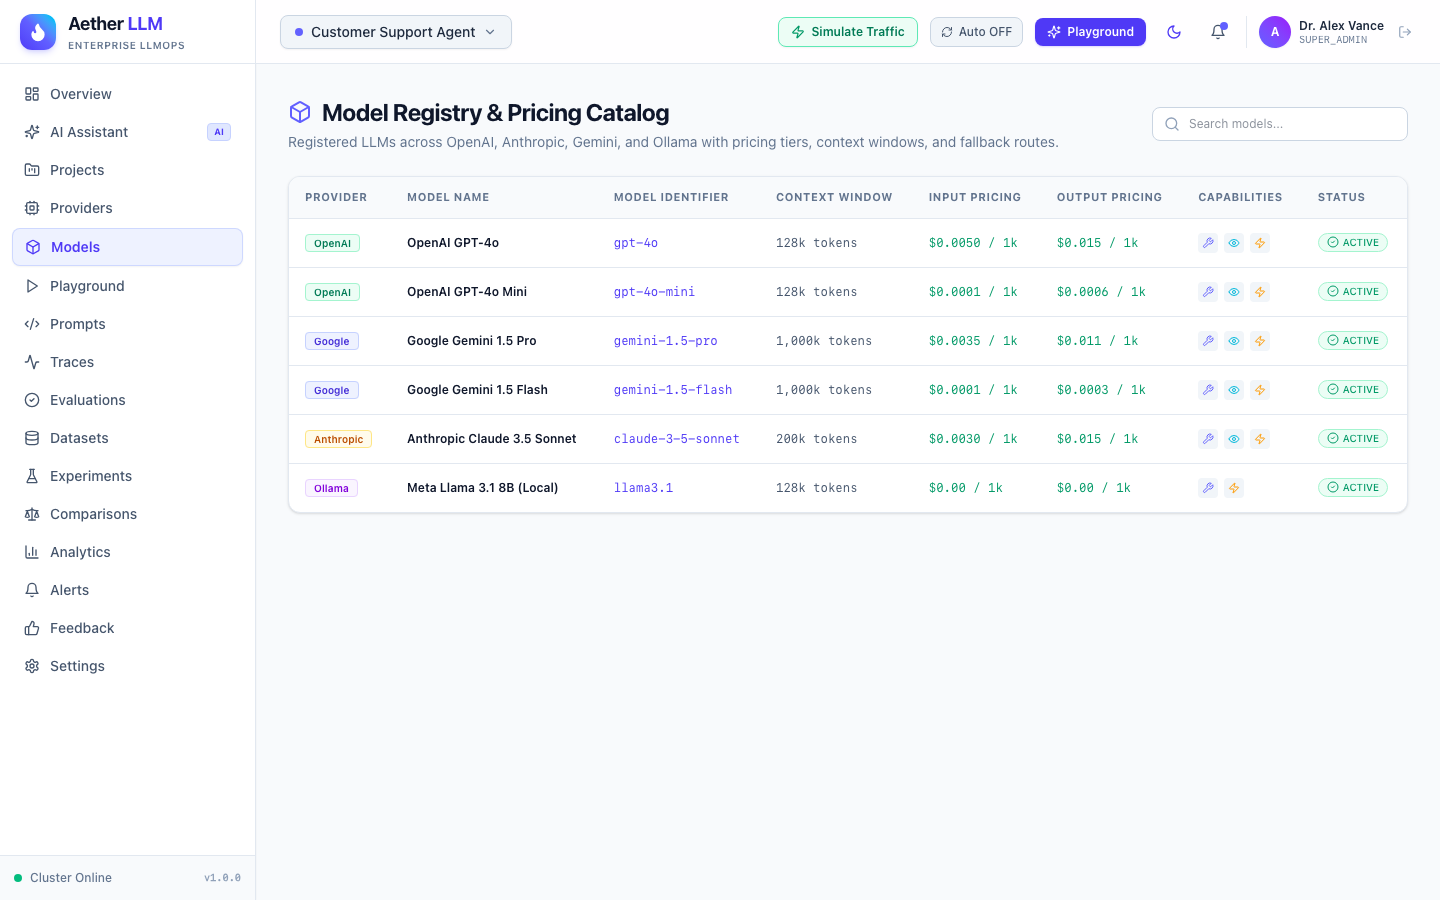 Aether LLM
ENTERPRISE LLMOPS
Customer Support Agent
Simulate Traffic
Auto OFF
Playground
A
Dr. Alex Vance
SUPER_ADMIN
Overview
AI Assistant AI
Projects
Providers
Models
Playground
Prompts
Traces
Evaluations
Datasets
Experiments
Comparisons
Analytics
Alerts
Feedback
Settings
Cluster Online v1.0.0
Model Registry & Pricing Catalog
Registered LLMs across OpenAI, Anthropic, Gemini, and Ollama with pricing tiers, context windows, and fallback routes.
Search models...
PROVIDER MODEL NAME MODEL IDENTIFIER CONTEXT WINDOW INPUT PRICING OUTPUT PRICING CAPABILITIES STATUS
OpenAI OpenAI GPT-4o gpt-4o 128k tokens $0.0050 / 1k $0.015 / 1k ACTIVE
OpenAI OpenAI GPT-4o Mini gpt-4o-mini 128k tokens $0.0001 / 1k $0.0006 / 1k ACTIVE
Google Google Gemini 1.5 Pro gemini-1.5-pro 1,000k tokens $0.0035 / 1k $0.011 / 1k ACTIVE
Google Google Gemini 1.5 Flash gemini-1.5-flash 1,000k tokens $0.0001 / 1k $0.0003 / 1k ACTIVE
Anthropic Anthropic Claude 3.5 Sonnet claude-3-5-sonnet 200k tokens $0.0030 / 1k $0.015 / 1k ACTIVE
Ollama Meta Llama 3.1 8B (Local) llama3.1 128k tokens $0.00 / 1k $0.00 / 1k ACTIVE